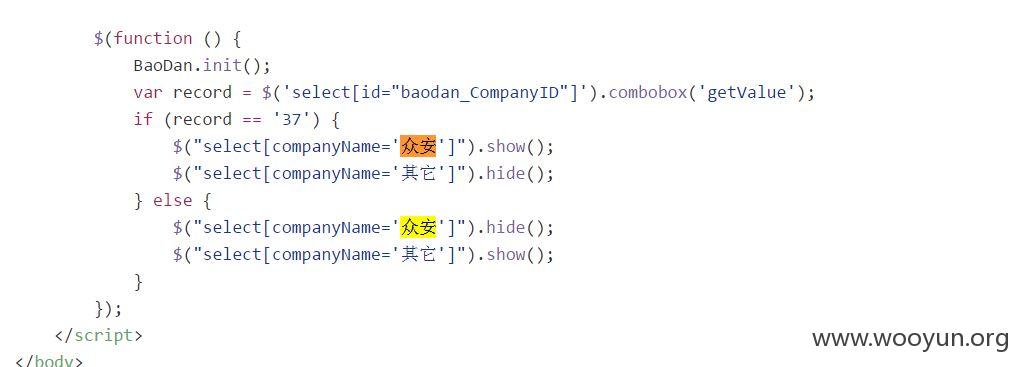 $(function () {
BaoDan.init();
var record = $('select[id="baodan_CompanyID"]').combobox('getValue');
if (record == '37') {
$("select[companyName='众安']").show();
$("select[companyName='其它']").hide();
} else {
$("select[companyName='众安']").hide();
$("select[companyName='其它']").show();
}
});
</script>
www.wooyun.org
</body>